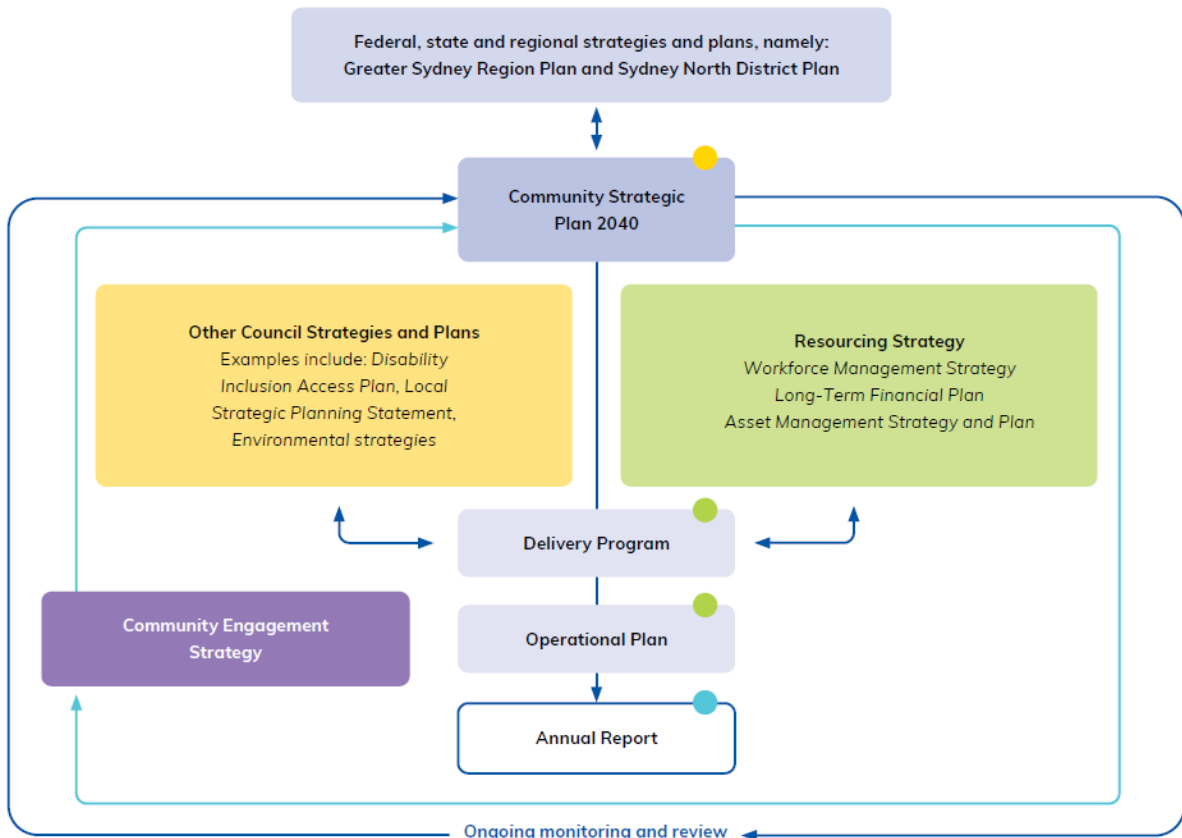 Federal, state and regional strategies and plans, namely:
Greater Sydney Region Plan and Sydney North District Plan
Community Strategic
Plan 2040
Other Council Strategies and Plans
Examples include: Disability
Inclusion Access Plan, Local
Strategic Planning Statement,
Environmental strategies
Resourcing Strategy
Workforce Management Strategy
Long-Term Financial Plan
Asset Management Strategy and Plan
Delivery Program
Community Engagement
Strategy
Operational Plan
Annual Report
Ongoing monitoring and review